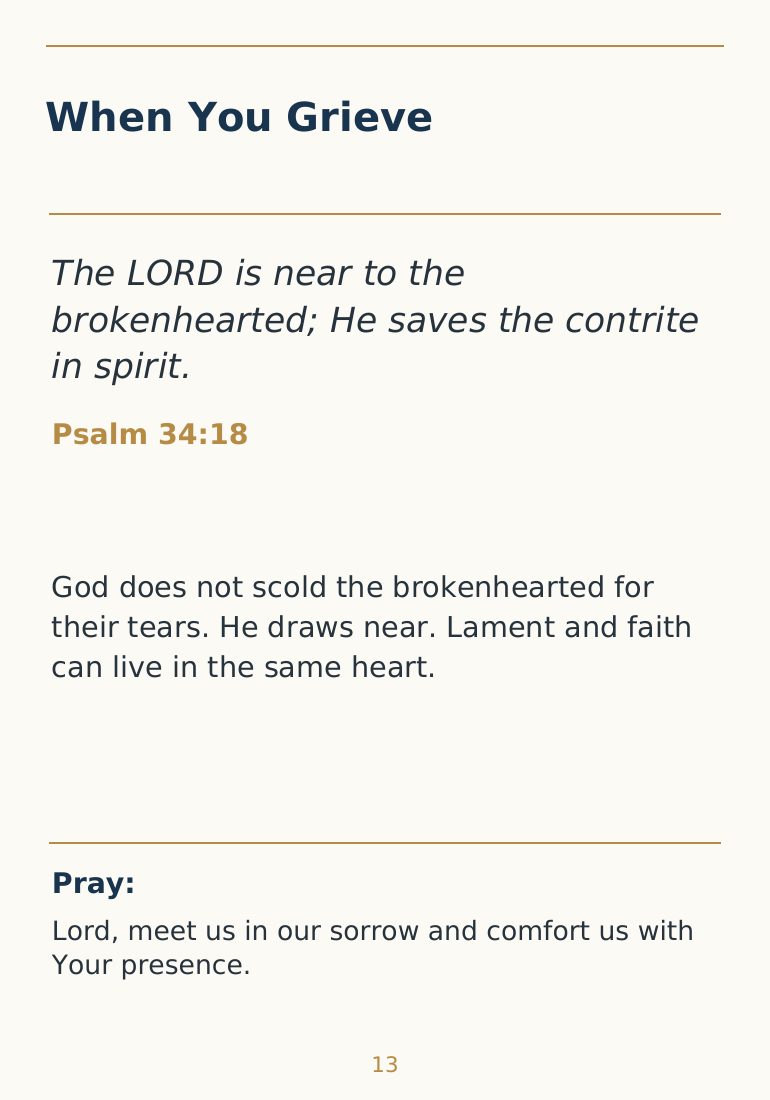 When You Grieve
The LORD is near to the
brokenhearted; He saves the contrite
in spirit.
Psalm 34:18
God does not scold the brokenhearted for
their tears. He draws near. Lament and faith
can live in the same heart.
Pray:
Lord, meet us in our sorrow and comfort us with
Your presence.
13